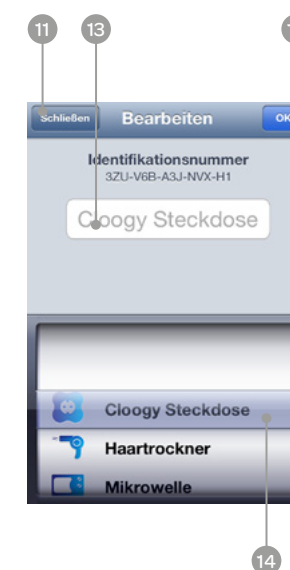 11 13
Schließen Bearbeiten OK
Identifikationsnummer
3ZU-V6B-A3J-NVX-H1
Cloogy Steckdose
Cloogy Steckdose
Haartrockner
Mikrowelle
14